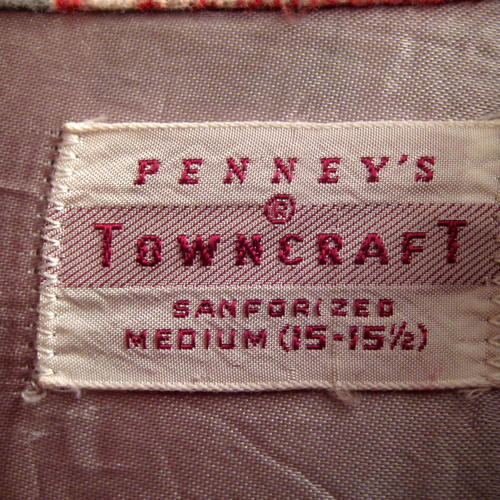 PENNEY'S
®
TOWNCRAFT
SANFORIZED
MEDIUM (15-15½)